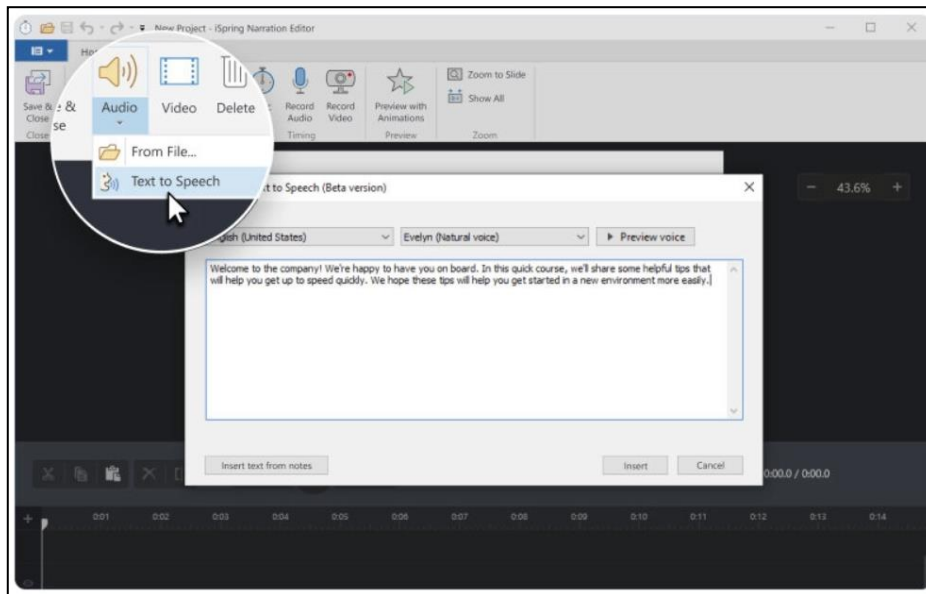 New Project - iSpring Narration Editor
Save &
Close
Close
& 
se
Audio
Video
Delete
From File...
Text to Speech
Record
Audio
Record
Video
Timing
Preview with
Animations
Preview
Zoom to Slide
Show All
Zoom
43.6%
to Speech (Beta version)
(United States)
Evelyn (Natural voice)
Preview voice
Welcome to the company! We're happy to have you on board. In this quick course, we'll share some helpful tips that
will help you get up to speed quickly. We hope these tips will help you get started in a new environment more easily.
Insert text from notes
Insert
Cancel
0:00.0 / 0:00.0
0:01 0:02 0:03 0:04 0:05 0:06 0:07 0:08 0:09 0:10 0:11 0:12 0:13 0:14